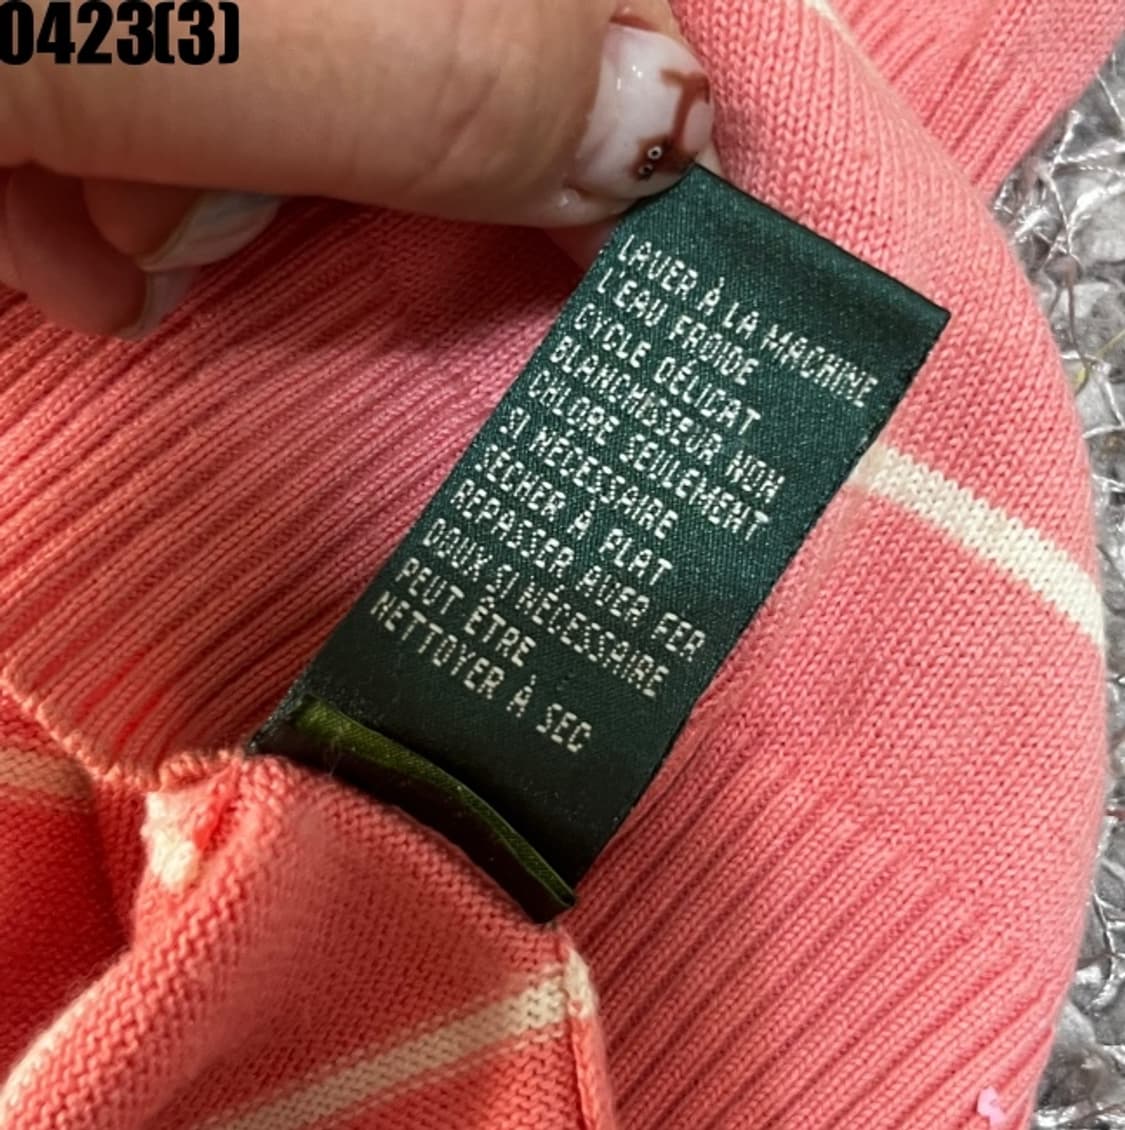 0423(3)
LAVER À LA MACHINE
L'EAU FROIDE
CYCLE DÉLICAT
BLANCHISSEUR NON
CHLORE SEULEMENT
SI NÉCESSAIRE
SÉCHER À PLAT
REPASSER AVER FER
DOUX SI NÉCESSAIRE
PEUT ÊTRE
NETTOYER À SEC